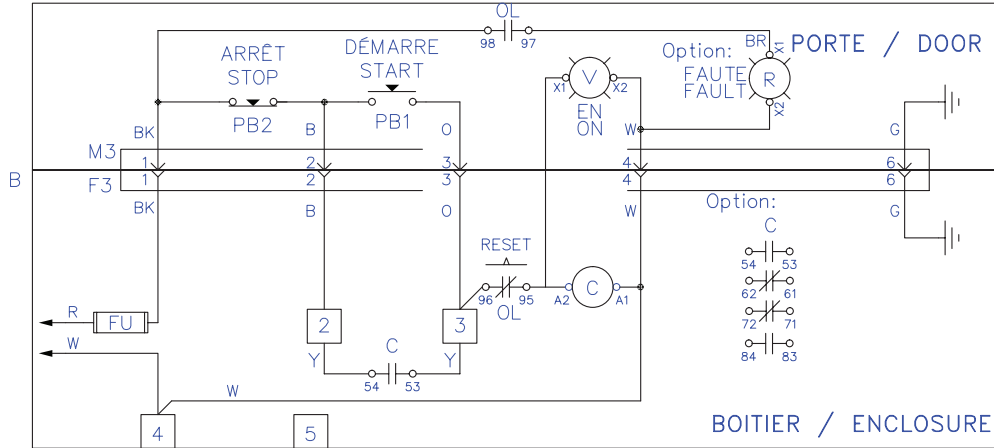 OL
98 97
BR
X1
PORTE / DOOR
Option:
FAUTE
FAULT
R
X2
ARRÊT
STOP
DÉMARRE
START
PB2
PB1
V
X1
X2
EN
ON
BK
B
O
W
G
M3
1 2 3 4 6
B
F3
1 2 3 4 6
BK
B
O
W
G
Option:
C
54 53
62 61
72 71
84 83
RESET
96 95
OL
A2
C
A1
R
FU
W
2
3
Y
Y
C
54 53
W
4
5
BOITIER / ENCLOSURE